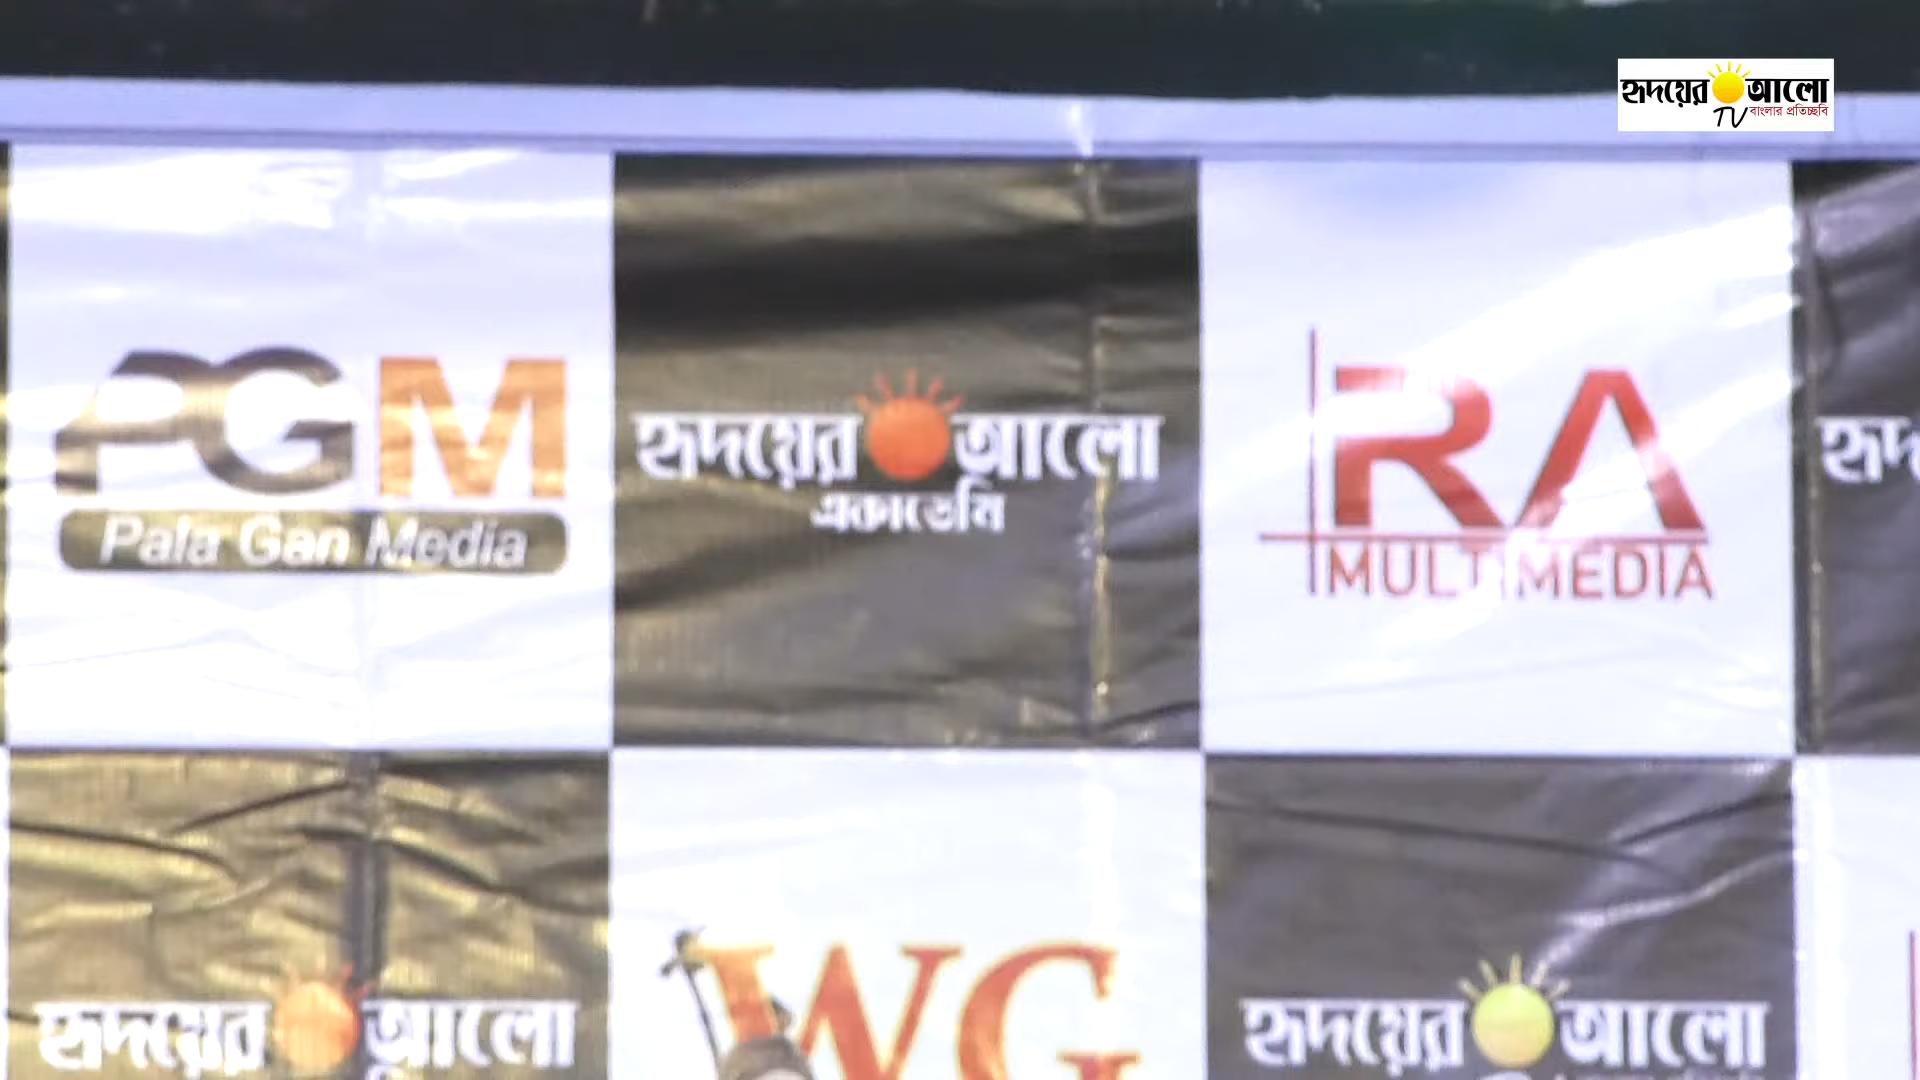 হৃদয়ের আলো
TV বাংলার প্রতিচ্ছবি
PGM
Pala Gan Media
হৃদয়ের আলো
একাডেমি
RA
MULTIMEDIA
হৃদয়ের আলো
WG
হৃদয়ের আলো